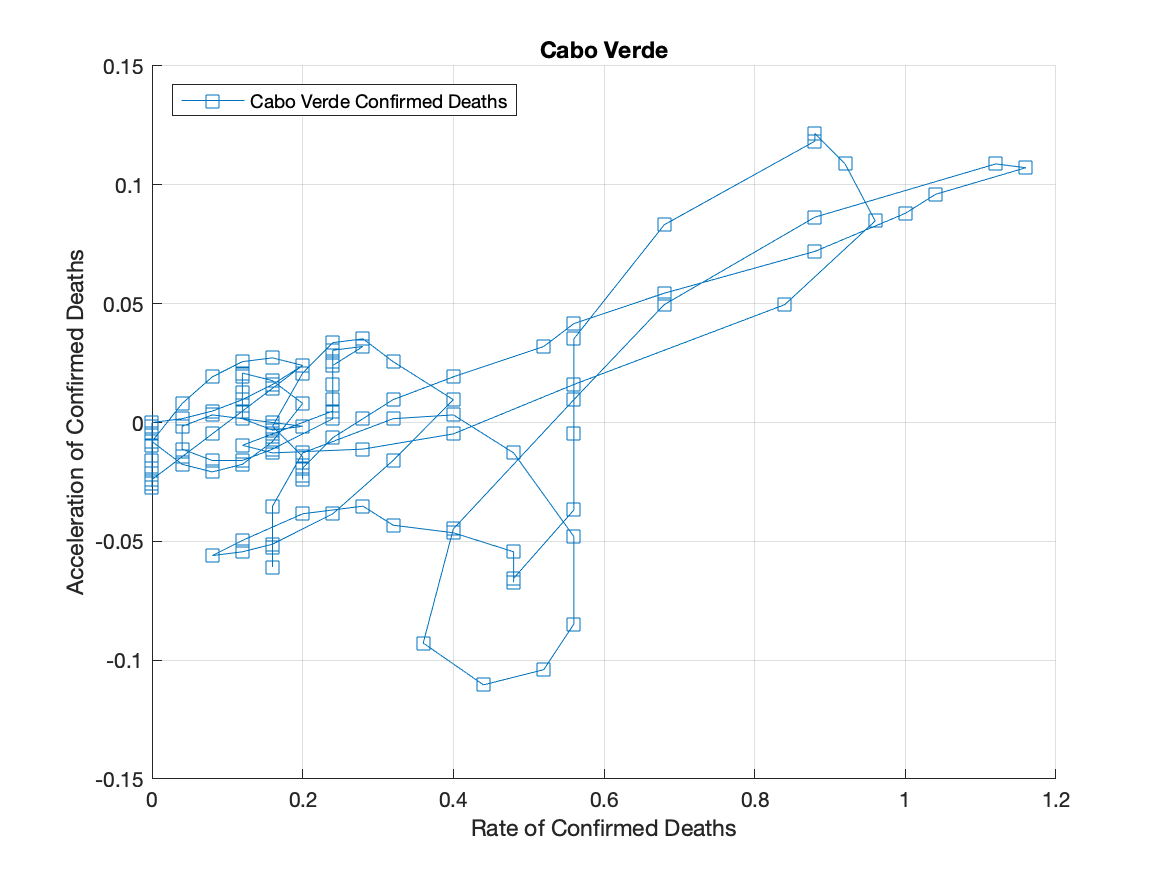 Cabo Verde
0.15
Cabo Verde Confirmed Deaths
0.1
0.05
0
-0.05
-0.1
-0.15
Acceleration of Confirmed Deaths
0 0.2 0.4 0.6 0.8 1 1.2
Rate of Confirmed Deaths